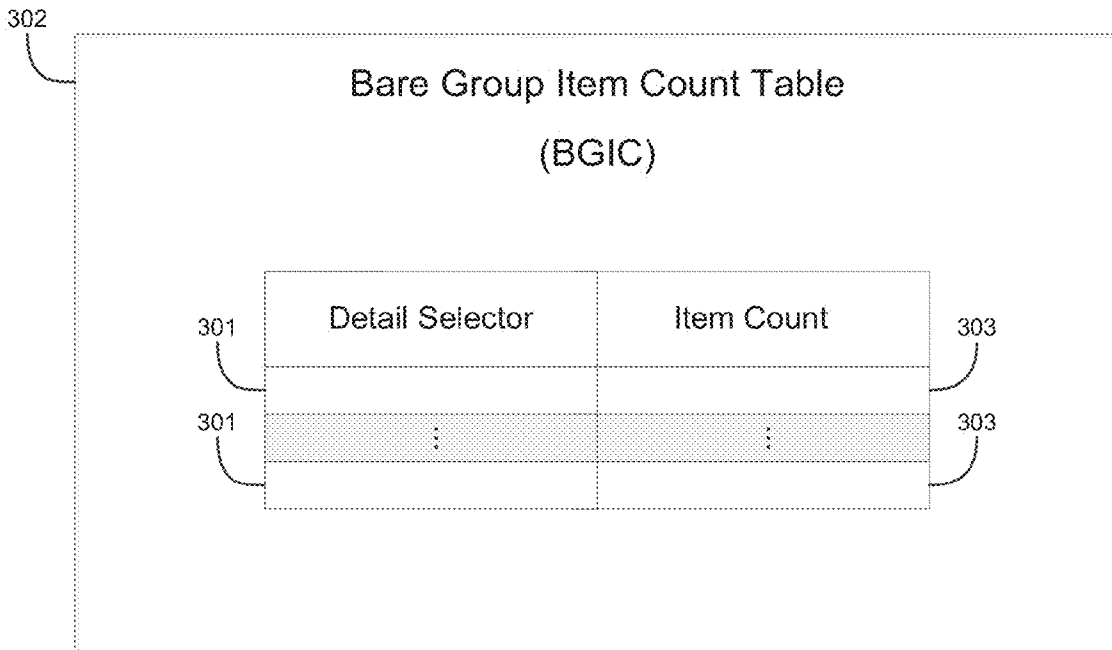 302
Bare Group Item Count Table
(BGIC)
Detail Selector Item Count
301 303
⋮ ⋮
301 303